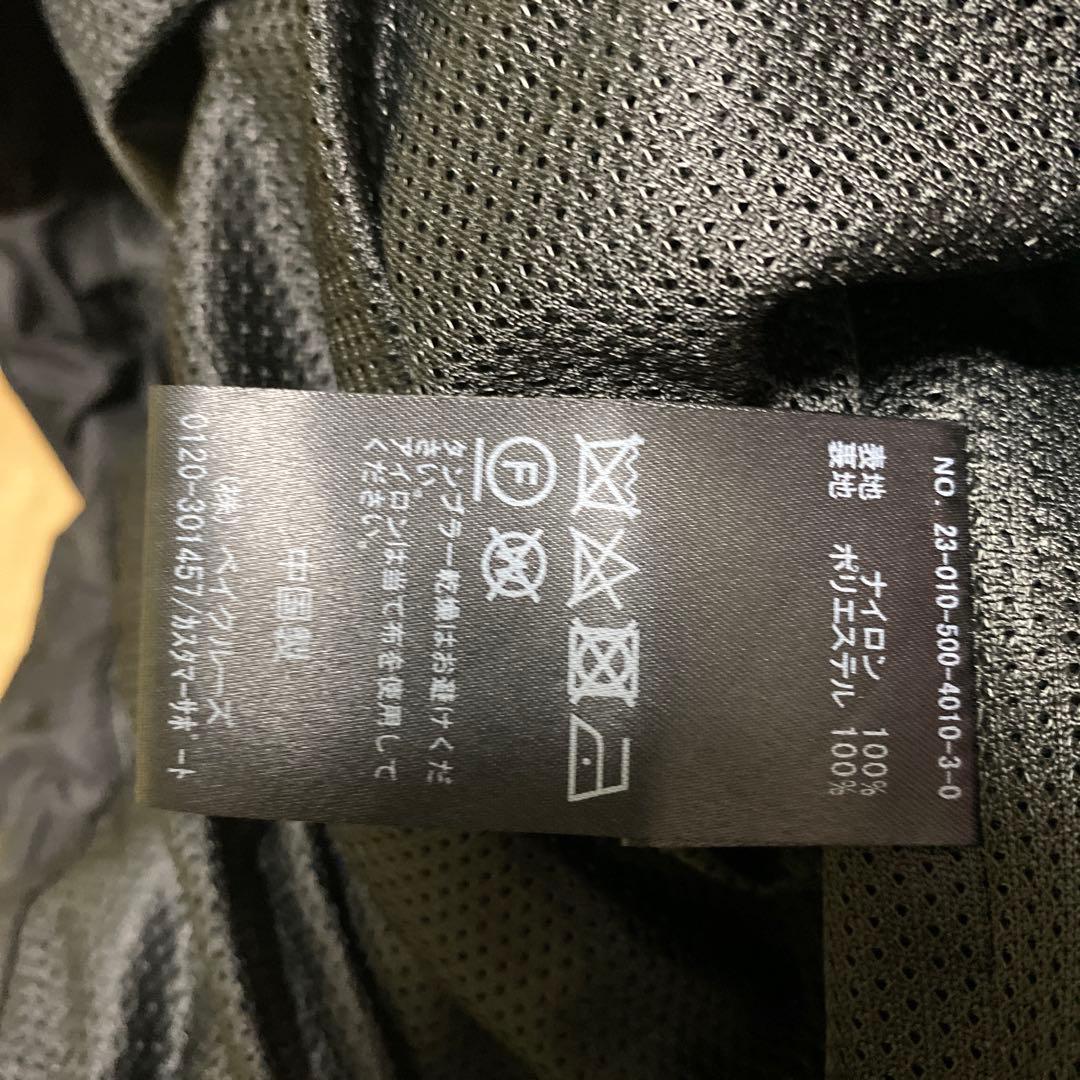 NO. 23-010-500-4010-3-0
表地 ナイロン 100%
裏地 ポリエステル 100%
F
タンブラー乾燥はお避けくだ
さい。
アイロンは当て布を使用して
ください。
中国製
(株) ベイクルーズ
0120-301457/カスタマーサポート